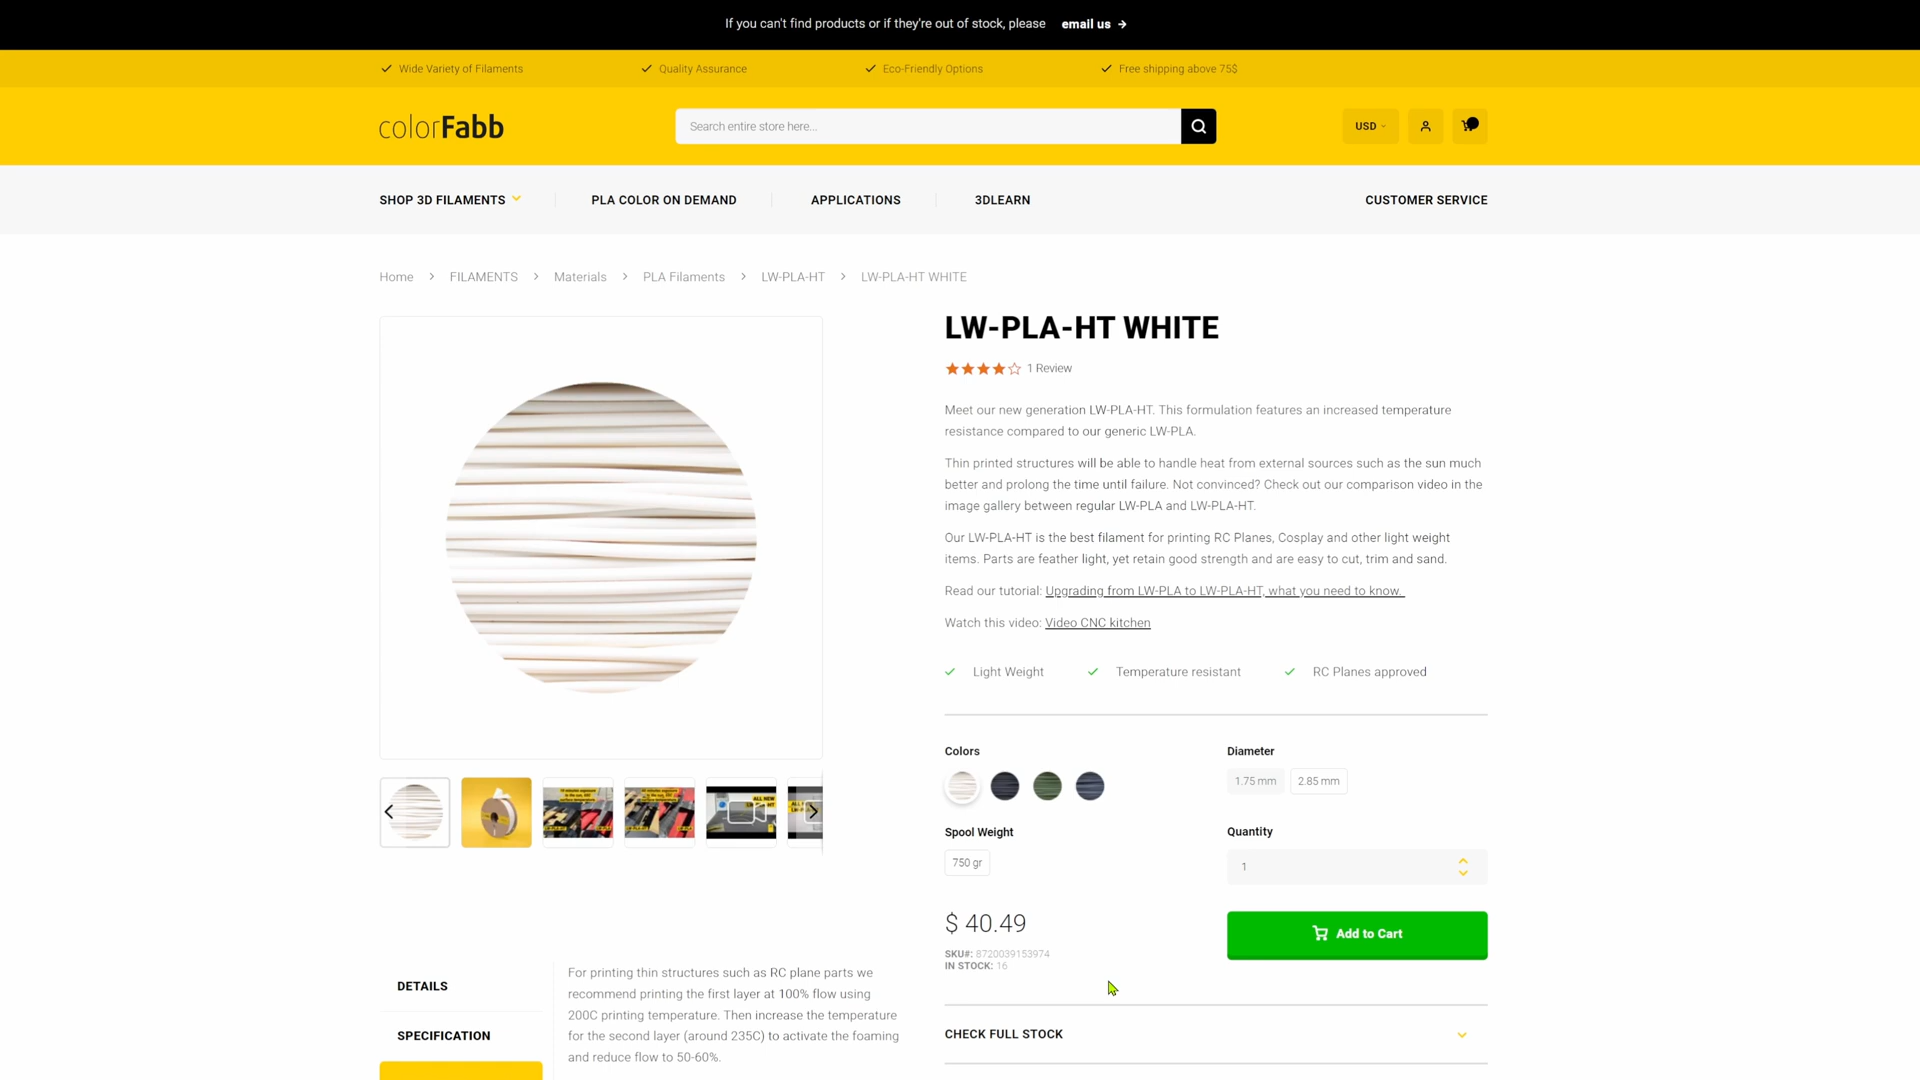 If you can't find products or if they're out of stock, please email us →
Wide Variety of Filaments
Quality Assurance
Eco-Friendly Options
Free shipping above 75$
colorFabb
Search entire store here...
USD
SHOP 3D FILAMENTS
PLA COLOR ON DEMAND
APPLICATIONS
3DLEARN
CUSTOMER SERVICE
Home > FILAMENTS > Materials > PLA Filaments > LW-PLA-HT > LW-PLA-HT WHITE
LW-PLA-HT WHITE
1 Review
Meet our new generation LW-PLA-HT. This formulation features an increased temperature
resistance compared to our generic LW-PLA.
Thin printed structures will be able to handle heat from external sources such as the sun much
better and prolong the time until failure. Not convinced? Check out our comparison video in the
image gallery between regular LW-PLA and LW-PLA-HT.
Our LW-PLA-HT is the best filament for printing RC Planes, Cosplay and other light weight
items. Parts are feather light, yet retain good strength and are easy to cut, trim and sand.
Read our tutorial: Upgrading from LW-PLA to LW-PLA-HT, what you need to know.
Watch this video: Video CNC kitchen
Light Weight
Temperature resistant
RC Planes approved
Colors
Diameter
1.75 mm
2.85 mm
Spool Weight
Quantity
750 gr
1
$ 40.49
Add to Cart
SKU#: 8720039153974
IN STOCK: 16
CHECK FULL STOCK
DETAILS
SPECIFICATION
For printing thin structures such as RC plane parts we
recommend printing the first layer at 100% flow using
200C printing temperature. Then increase the temperature
for the second layer (around 235C) to activate the foaming
and reduce flow to 50-60%.